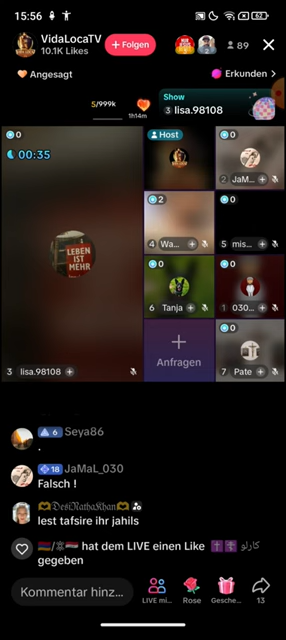 15:56
62
VidaLocaTV
10.1K Likes
+ Folgen
89
Angesagt
Erkunden >
5/999k
1h14m
Show
3 lisa.98108
0
00:35
Host
0
2 JaM...
LEBEN
IST
MEHR
2
4 Wa...
0
5 mis...
0
6 Tanja
0
1 030...
3 lisa.98108
Anfragen
0
7 Pate
6 Seya86
.
18 JaMaL_030
Falsch !
𝔇𝔢𝔰𝔦𝔑𝔞𝔱𝔥𝔞𝔎𝔥𝔞𝔫
lest tafsire ihr jahils
hat dem LIVE einen Like كارلو
gegeben
Kommentar hinz...
LIVE mi...
Rose
Gesche...
13